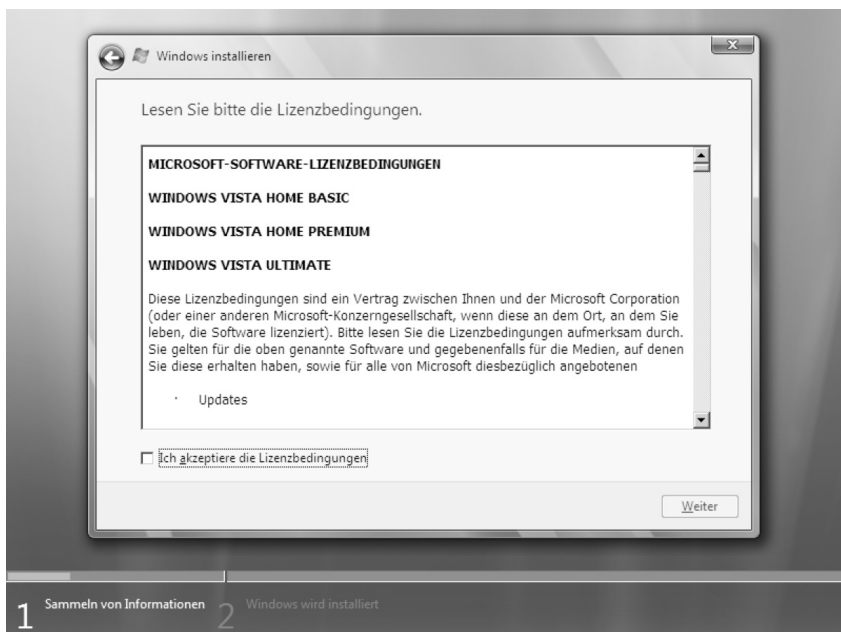 Windows installieren
Lesen Sie bitte die Lizenzbedingungen.
MICROSOFT-SOFTWARE-LIZENZBEDINGUNGEN
WINDOWS VISTA HOME BASIC
WINDOWS VISTA HOME PREMIUM
WINDOWS VISTA ULTIMATE
Diese Lizenzbedingungen sind ein Vertrag zwischen Ihnen und der Microsoft Corporation
(oder einer anderen Microsoft-Konzerngesellschaft, wenn diese an dem Ort, an dem Sie
leben, die Software lizenziert). Bitte lesen Sie die Lizenzbedingungen aufmerksam durch.
Sie gelten für die oben genannte Software und gegebenenfalls für die Medien, auf denen
Sie diese erhalten haben, sowie für alle von Microsoft diesbezüglich angebotenen
· Updates
Ich akzeptiere die Lizenzbedingungen
Weiter
1 Sammeln von Informationen 2 Windows wird installiert